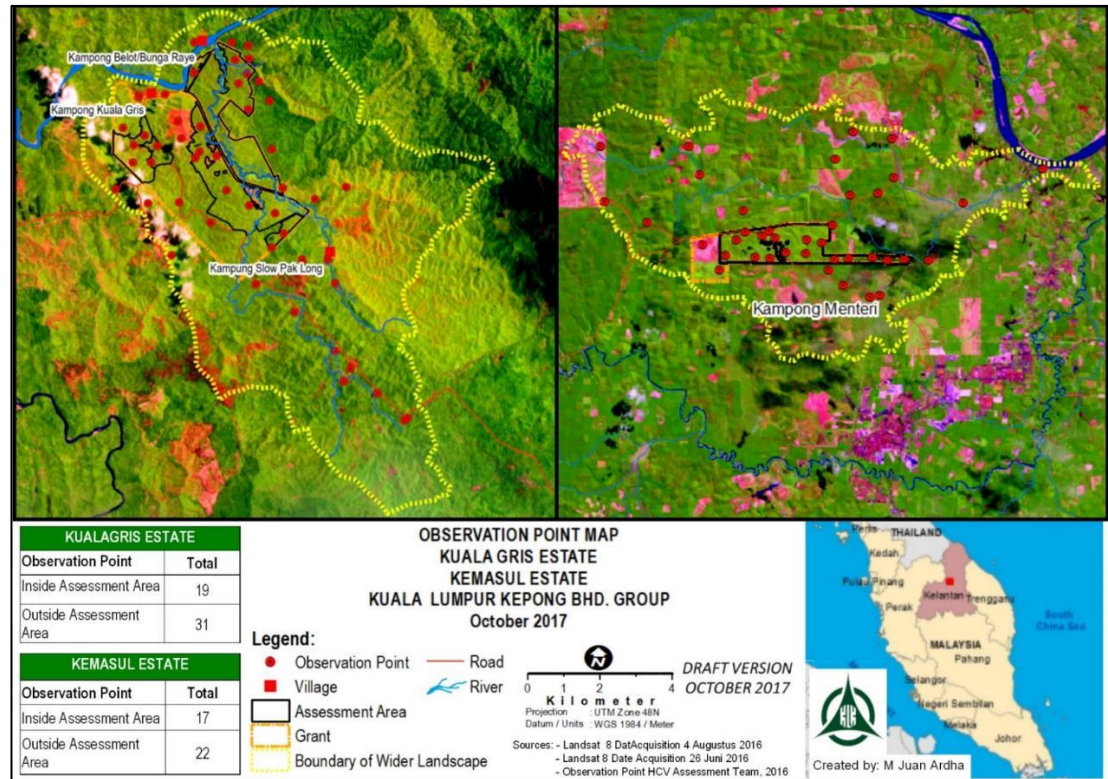 Kampong Belot/Bunga Raye
Kampong Kuala Gris
Kampung Slow Pak Long
Kampong Menteri
KUALAGRIS ESTATE
Observation Point Total
Inside Assessment Area 19
Outside Assessment Area 31
KEMASUL ESTATE
Observation Point Total
Inside Assessment Area 17
Outside Assessment Area 22
OBSERVATION POINT MAP
KUALA GRIS ESTATE
KEMASUL ESTATE
KUALA LUMPUR KEPONG BHD. GROUP
October 2017
Legend:
Observation Point
Village
Assessment Area
Grant
Boundary of Wider Landscape
Road
River
N
0 2 4
Kilometer
Projection : UTM Zone 48N
Datum / Units : WGS 1984 / Meter
DRAFT VERSION
OCTOBER 2017
Sources: - Landsat 8 DatAcquisition 4 Augustus 2016
- Landsat 8 Date Acquisition 26 Juni 2016
- Observation Point HCV Assessment Team, 2016
THAILAND
Kedah
Pulau Pinang
Perak
Kelantan
Trengganu
South
China Sea
MALAYSIA
Pahang
Selangor
Negeri Sembilan
Melaka
Johor
KLK
Created by: M Juan Ardha